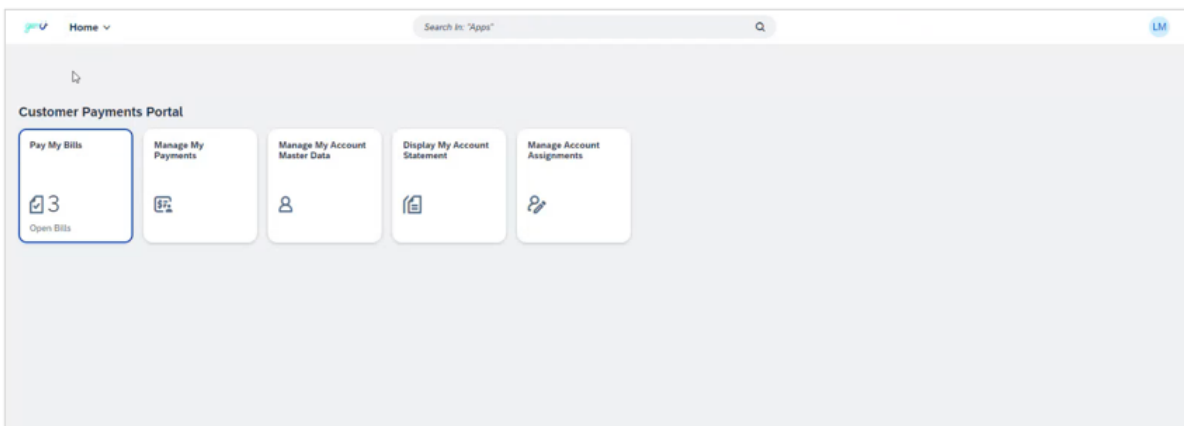 Home
Search In: "Apps"
LM
Customer Payments Portal
Pay My Bills
3
Open Bills
Manage My
Payments
Manage My Account
Master Data
Display My Account
Statement
Manage Account
Assignments